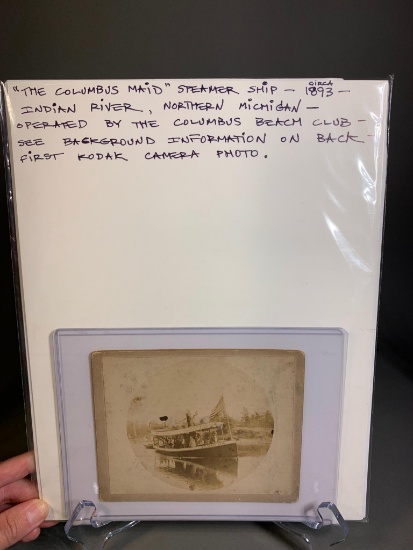 "THE COLUMBUS MAID" STEAMER SHIP - CIRCA 1893 -
INDIAN RIVER, NORTHERN MICHIGAN -
OPERATED BY THE COLUMBUS BEACH CLUB -
SEE BACKGROUND INFORMATION ON BACK -
FIRST KODAK CAMERA PHOTO.